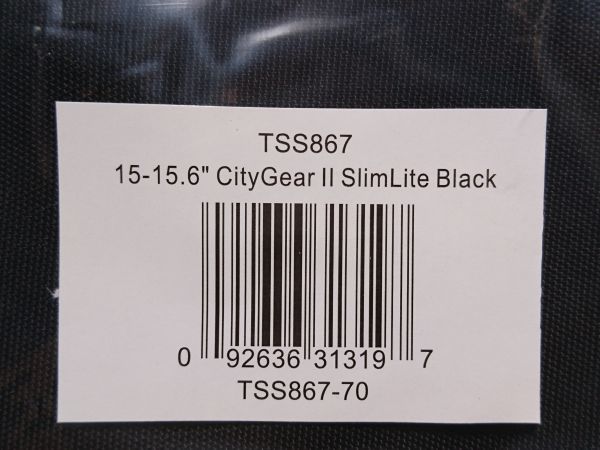 TSS867
15-15.6" CityGear II SlimLite Black
0 92636 31319 7
TSS867-70